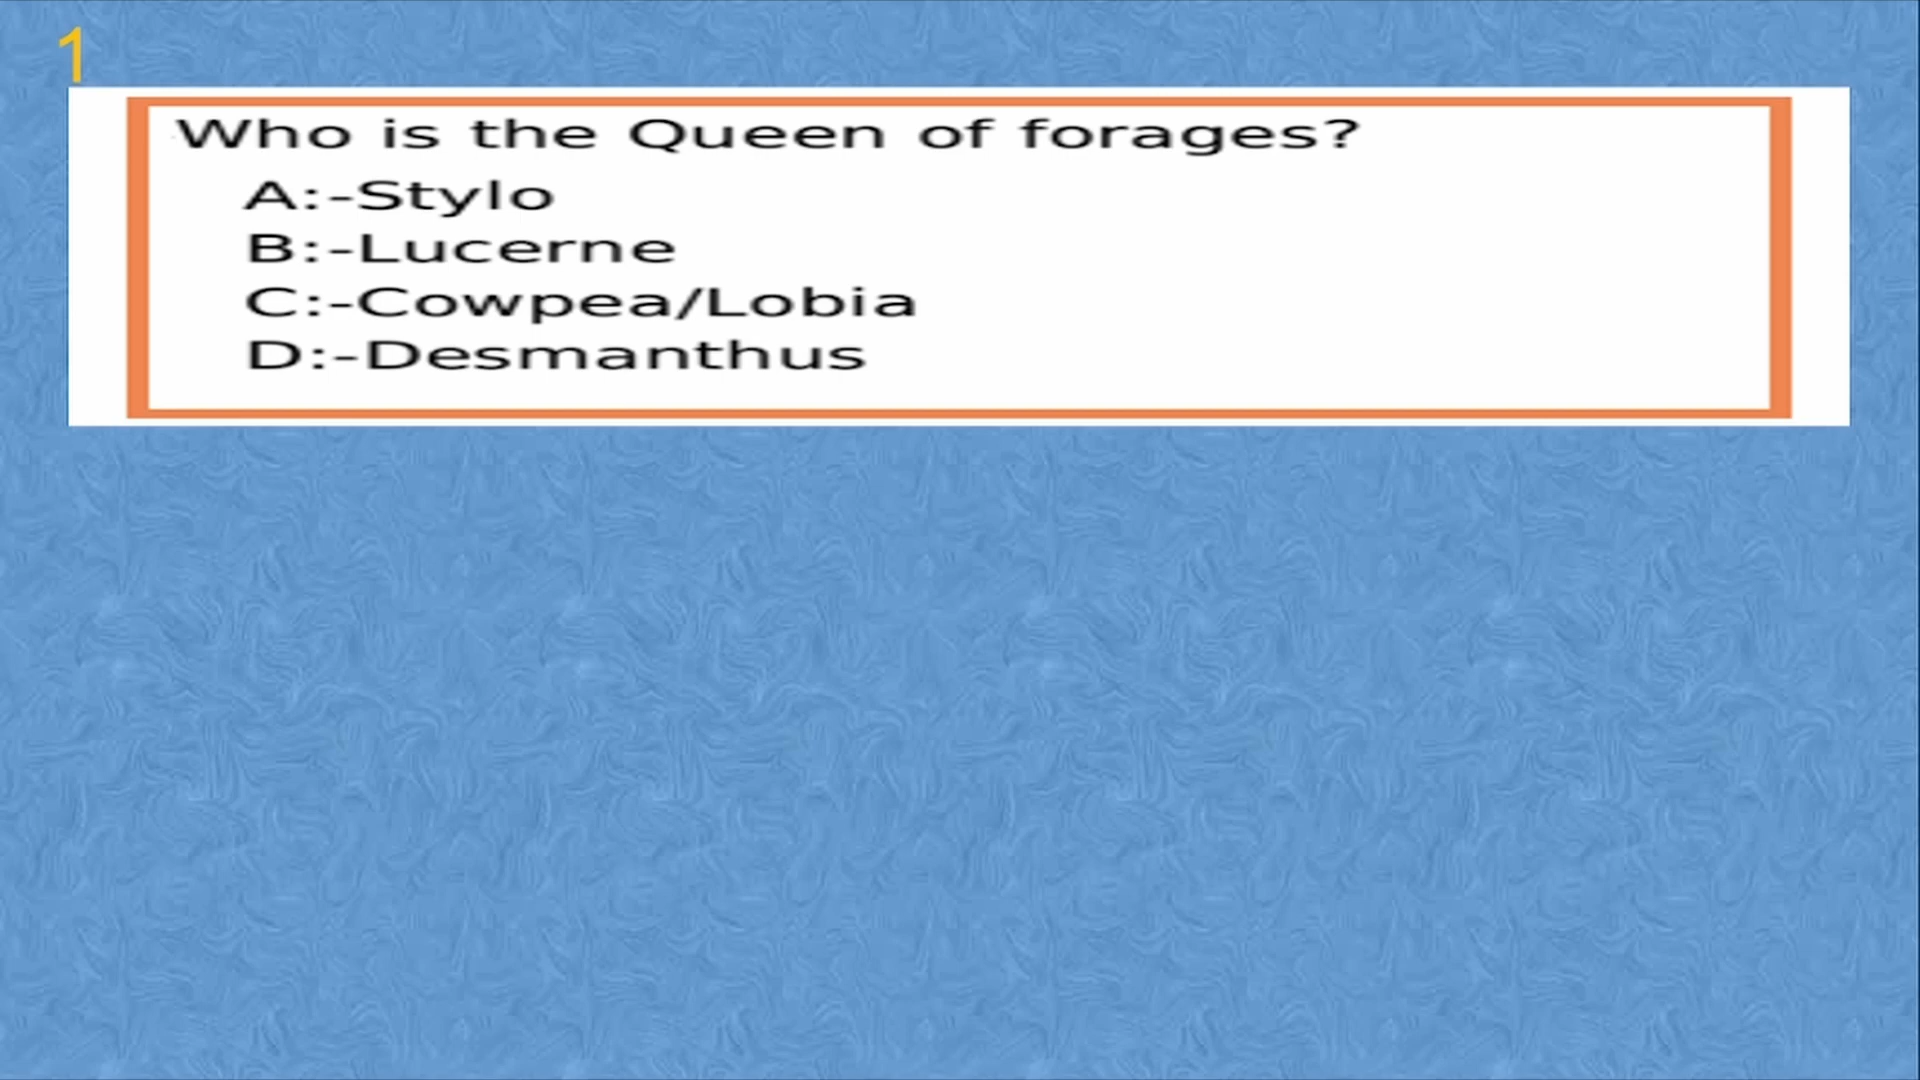 1
Who is the Queen of forages?
A:-Stylo
B:-Lucerne
C:-Cowpea/Lobia
D:-Desmanthus